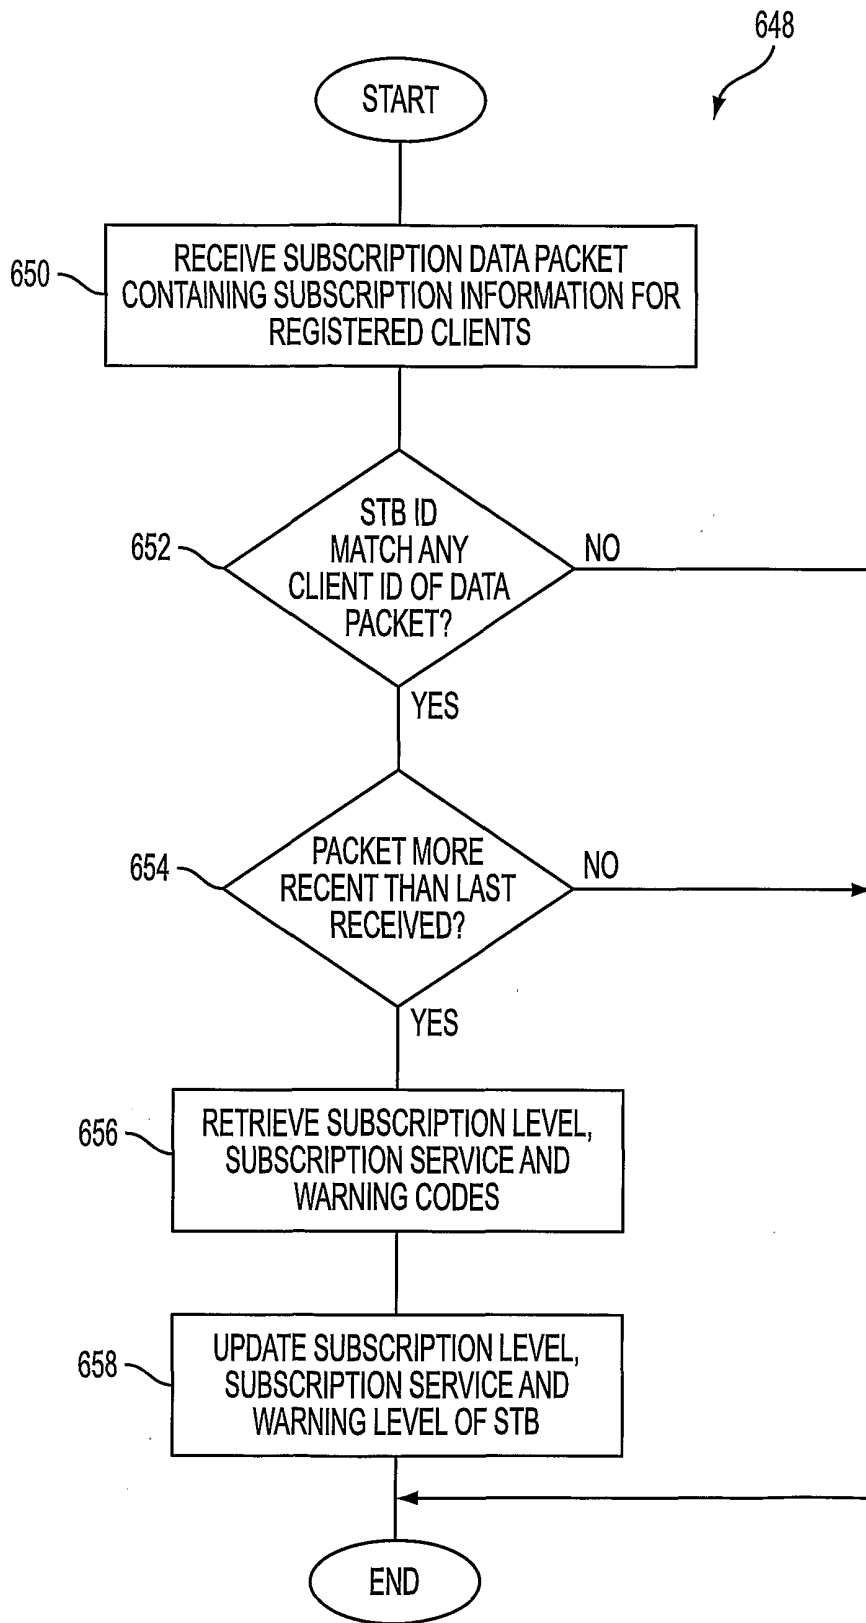 648
START
650
RECEIVE SUBSCRIPTION DATA PACKET
CONTAINING SUBSCRIPTION INFORMATION FOR
REGISTERED CLIENTS
652
STB ID
MATCH ANY
CLIENT ID OF DATA
PACKET?
NO
YES
654
PACKET MORE
RECENT THAN LAST
RECEIVED?
NO
YES
656
RETRIEVE SUBSCRIPTION LEVEL,
SUBSCRIPTION SERVICE AND
WARNING CODES
658
UPDATE SUBSCRIPTION LEVEL,
SUBSCRIPTION SERVICE AND
WARNING LEVEL OF STB
END